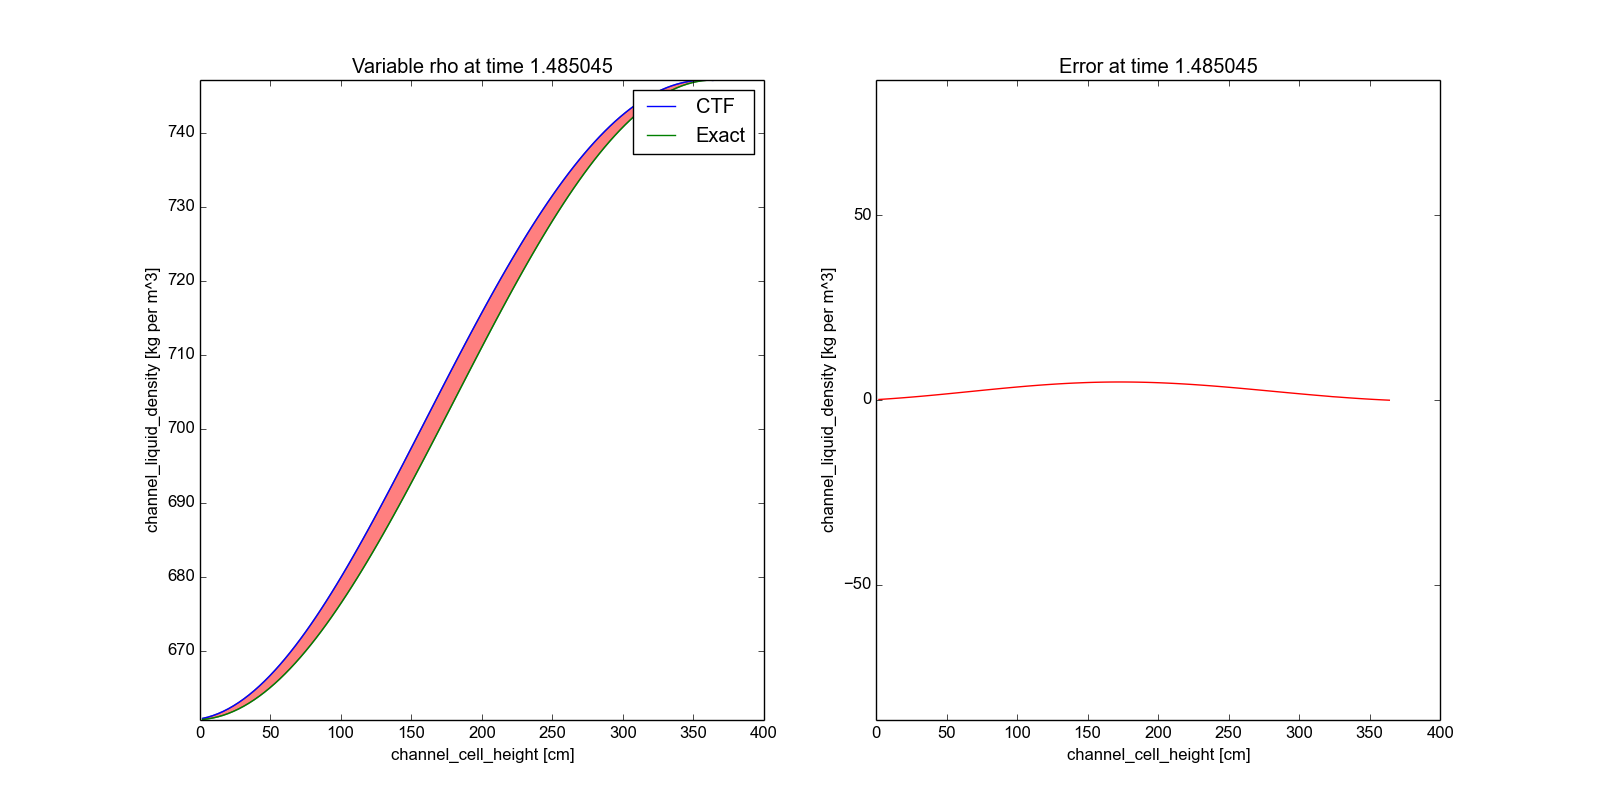 Variable rho at time 1.485045
channel_liquid_density [kg per m^3]
740
730
720
710
700
690
680
670
CTF
Exact
0 50 100 150 200 250 300 350 400
channel_cell_height [cm]
Error at time 1.485045
channel_liquid_density [kg per m^3]
50
0
−50
0 50 100 150 200 250 300 350 400
channel_cell_height [cm]